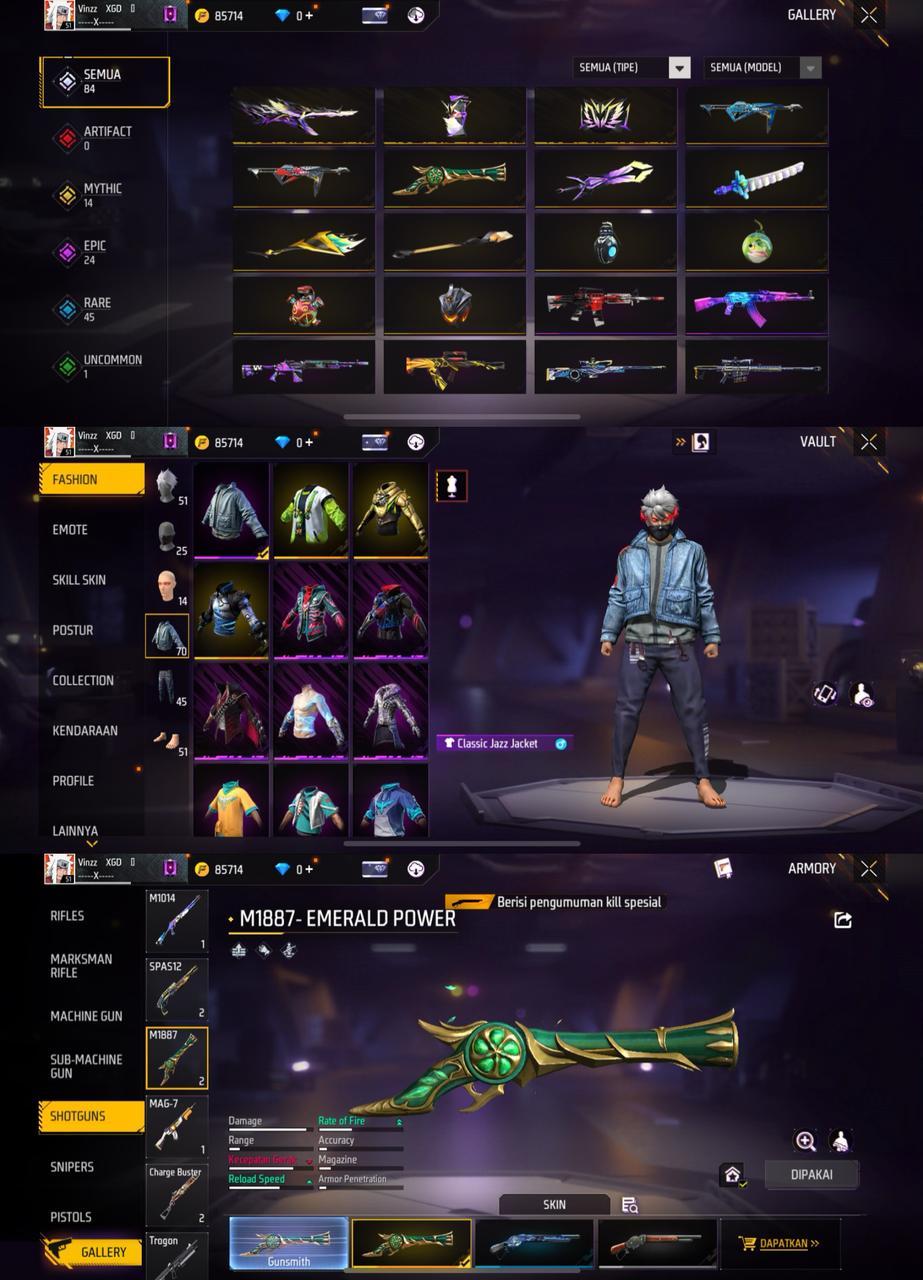 Vinzz XGD
51
-----X----
85714
0 +
GALLERY
SEMUA
84
SEMUA (TIPE)
SEMUA (MODEL)
ARTIFACT
0
MYTHIC
14
EPIC
24
RARE
45
UNCOMMON
1
Vinzz XGD
51
-----X----
85714
0 +
VAULT
FASHION
51
EMOTE
25
SKILL SKIN
14
POSTUR
70
COLLECTION
45
KENDARAAN
51
Classic Jazz Jacket
PROFILE
LAINNYA
Vinzz XGD
51
-----X----
85714
0 +
ARMORY
RIFLES
M1014
1
Berisi pengumuman kill spesial
M1887- EMERALD POWER
MARKSMAN
RIFLE
SPAS12
2
MACHINE GUN
SUB-MACHINE
GUN
M1887
2
SHOTGUNS
MAG-7
1
Damage
Rate of Fire
Range
Accuracy
Kecepatan Gerak
Magazine
Reload Speed
Armor Penetration
SNIPERS
Charge Buster
2
DIPAKAI
PISTOLS
SKIN
Trogon
GALLERY
Gunsmith
DAPATKAN >>